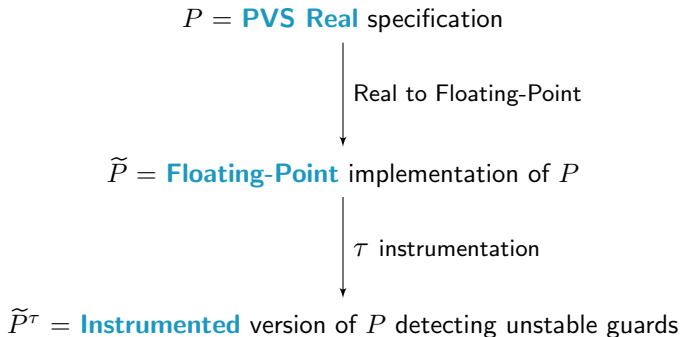 P = PVS Real specification
Real to Floating-Point
P̃ = Floating-Point implementation of P
τ instrumentation
P̃^τ = Instrumented version of P detecting unstable guards